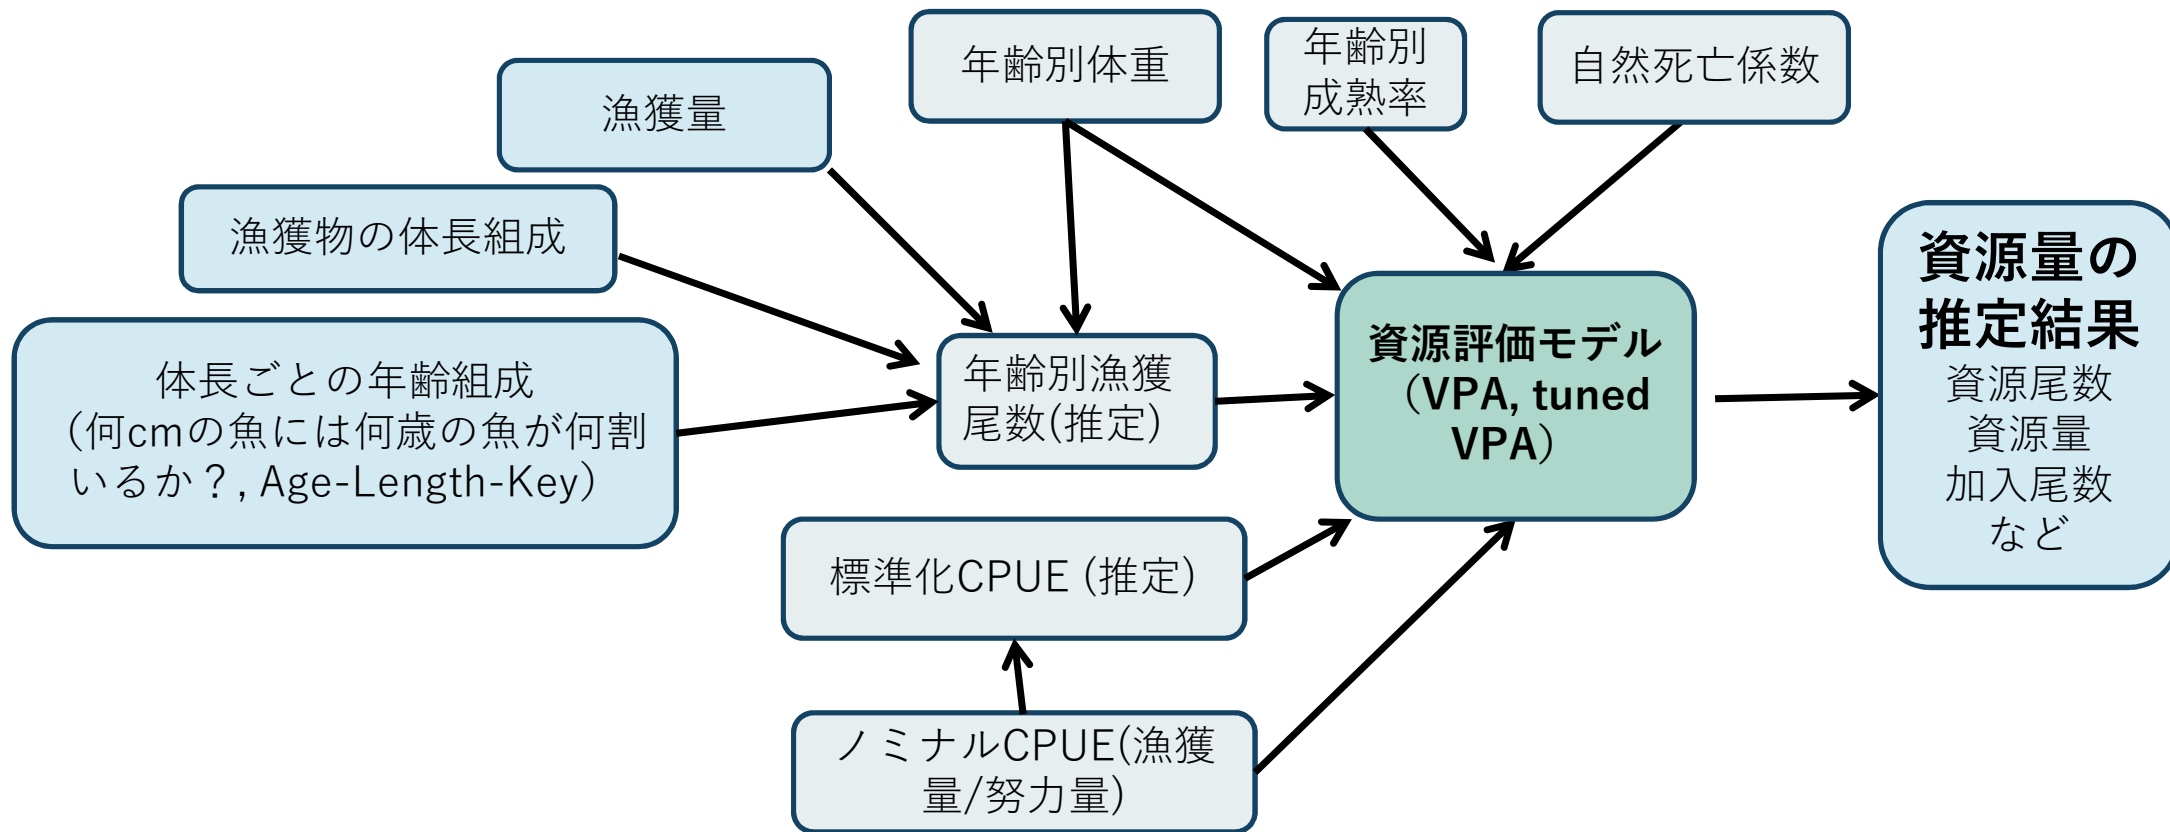 年齢別体重
年齢別
成熟率
自然死亡係数
漁獲量
漁獲物の体長組成
体長ごとの年齢組成
（何cmの魚には何歳の魚が何割
いるか？, Age-Length-Key）
年齢別漁獲
尾数(推定)
資源評価モデル
（VPA, tuned
VPA）
資源量の
推定結果
資源尾数
資源量
加入尾数
など
標準化CPUE (推定)
ノミナルCPUE(漁獲
量/努力量)